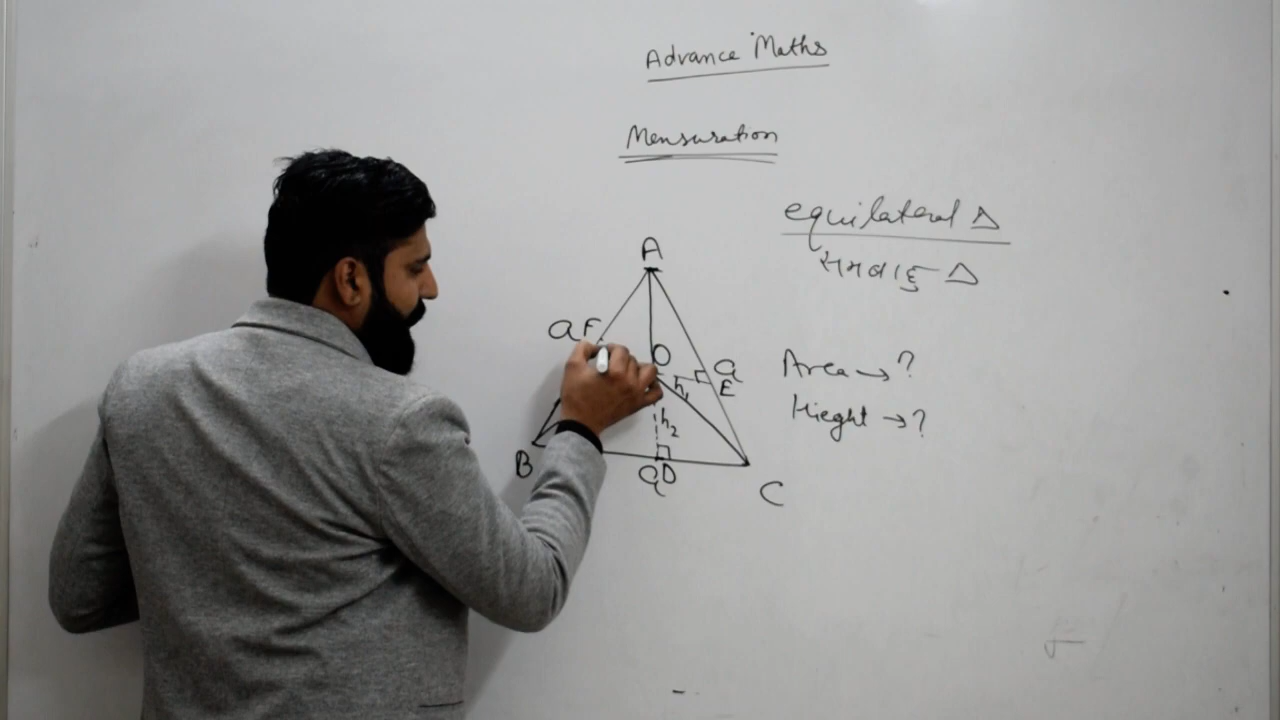 Advance Maths
Mensuration
equilateral Δ
समबाहु Δ
A
a F
O
a
h₁
E
Area → ?
Hieght → ?
h₂
B
a D
C